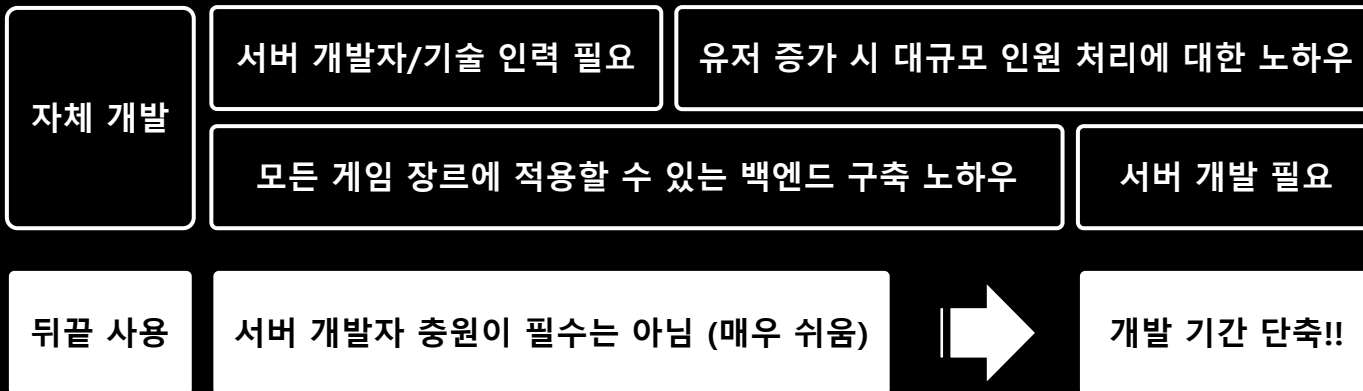 자체 개발
서버 개발자/기술 인력 필요
유저 증가 시 대규모 인원 처리에 대한 노하우
모든 게임 장르에 적용할 수 있는 백엔드 구축 노하우
서버 개발 필요
뒤끝 사용
서버 개발자 충원이 필수는 아님 (매우 쉬움)
개발 기간 단축!!